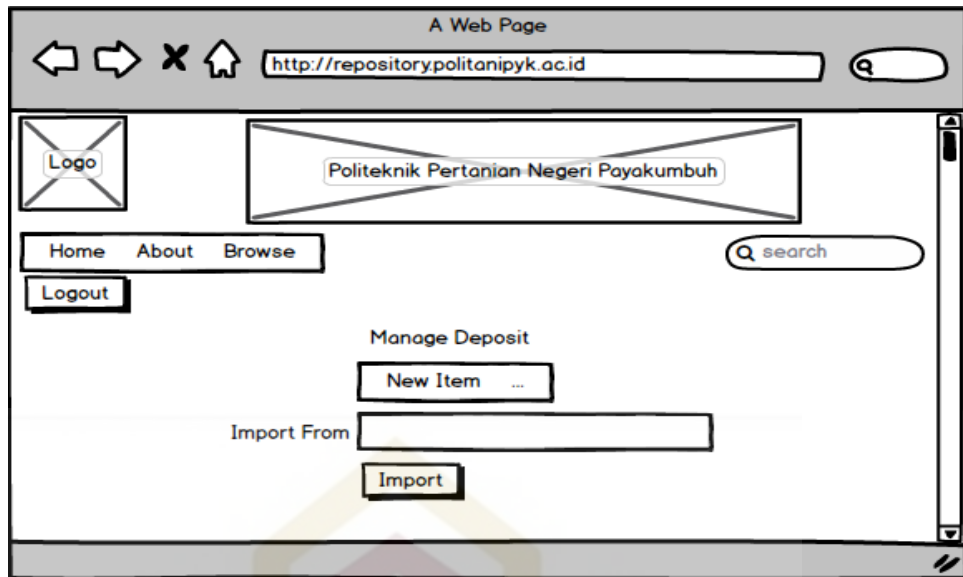 A Web Page
http://repository.politanipyk.ac.id
Logo
Politeknik Pertanian Negeri Payakumbuh
Home About Browse
search
Logout
Manage Deposit
New Item ...
Import From
Import